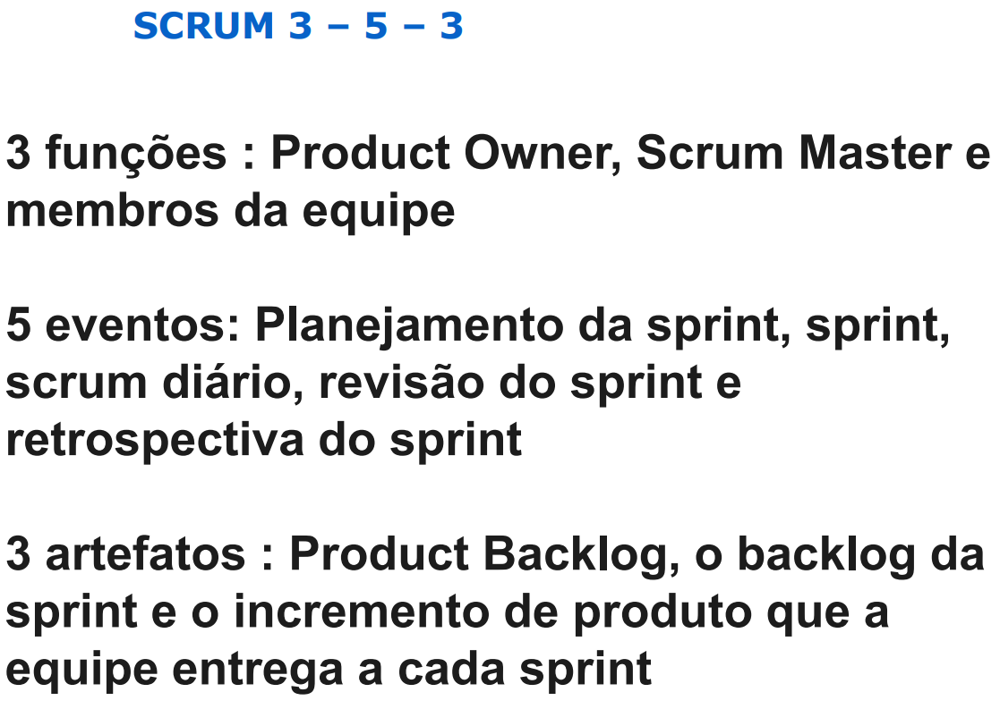 SCRUM 3 – 5 – 3
3 funções : Product Owner, Scrum Master e
membros da equipe
5 eventos: Planejamento da sprint, sprint,
scrum diário, revisão do sprint e
retrospectiva do sprint
3 artefatos : Product Backlog, o backlog da
sprint e o incremento de produto que a
equipe entrega a cada sprint